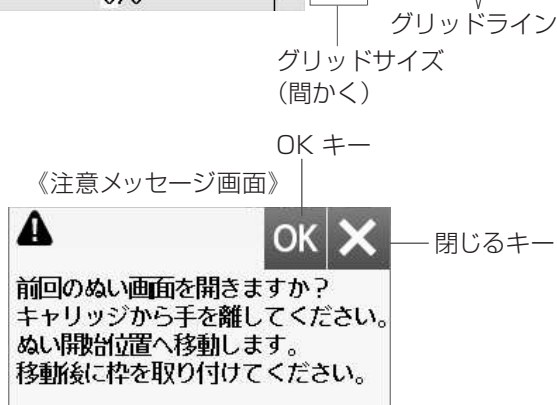 グリッドライン
グリッドサイズ
（間かく）
OK キー
《注意メッセージ画面》
OK
閉じるキー
前回のぬい画面を開きますか？
キャリッジから手を離してください。
ぬい開始位置へ移動します。
移動後に枠を取り付けてください。